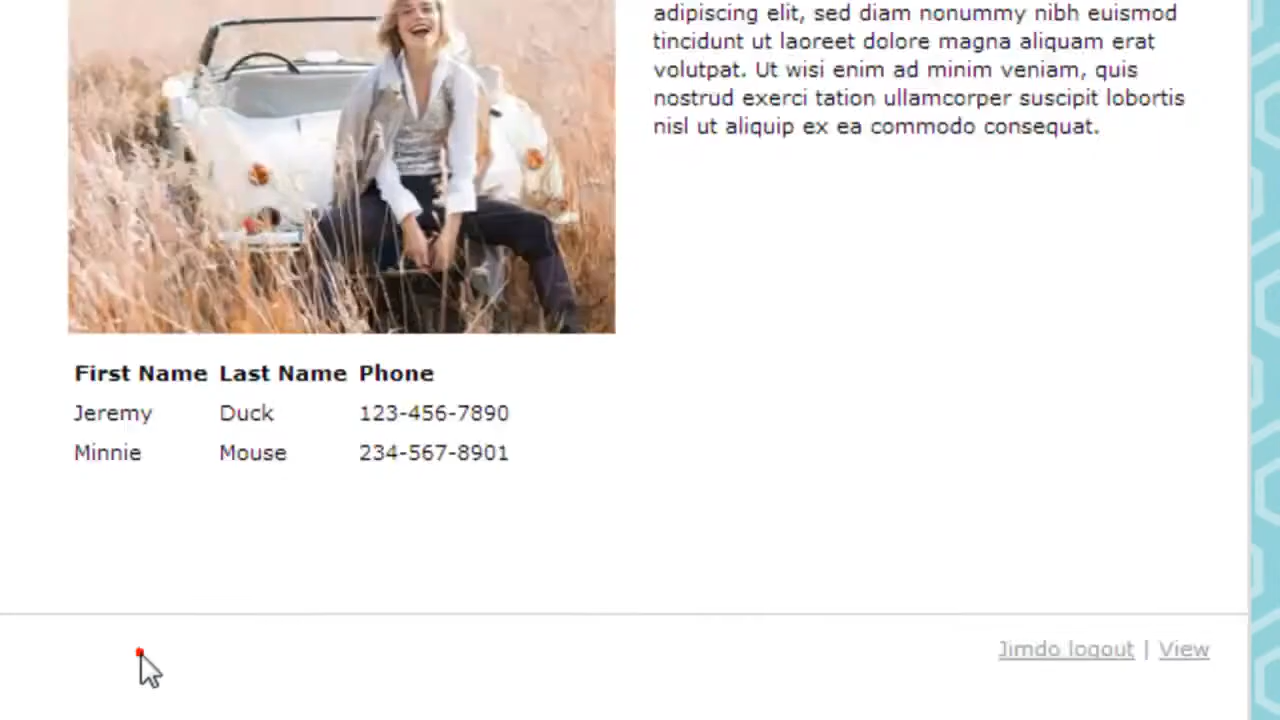 adipiscing elit, sed diam nonummy nibh euismod
tincidunt ut laoreet dolore magna aliquam erat
volutpat. Ut wisi enim ad minim veniam, quis
nostrud exerci tation ullamcorper suscipit lobortis
nisl ut aliquip ex ea commodo consequat.
First Name Last Name Phone
Jeremy Duck 123-456-7890
Minnie Mouse 234-567-8901
Jimdo logout | View